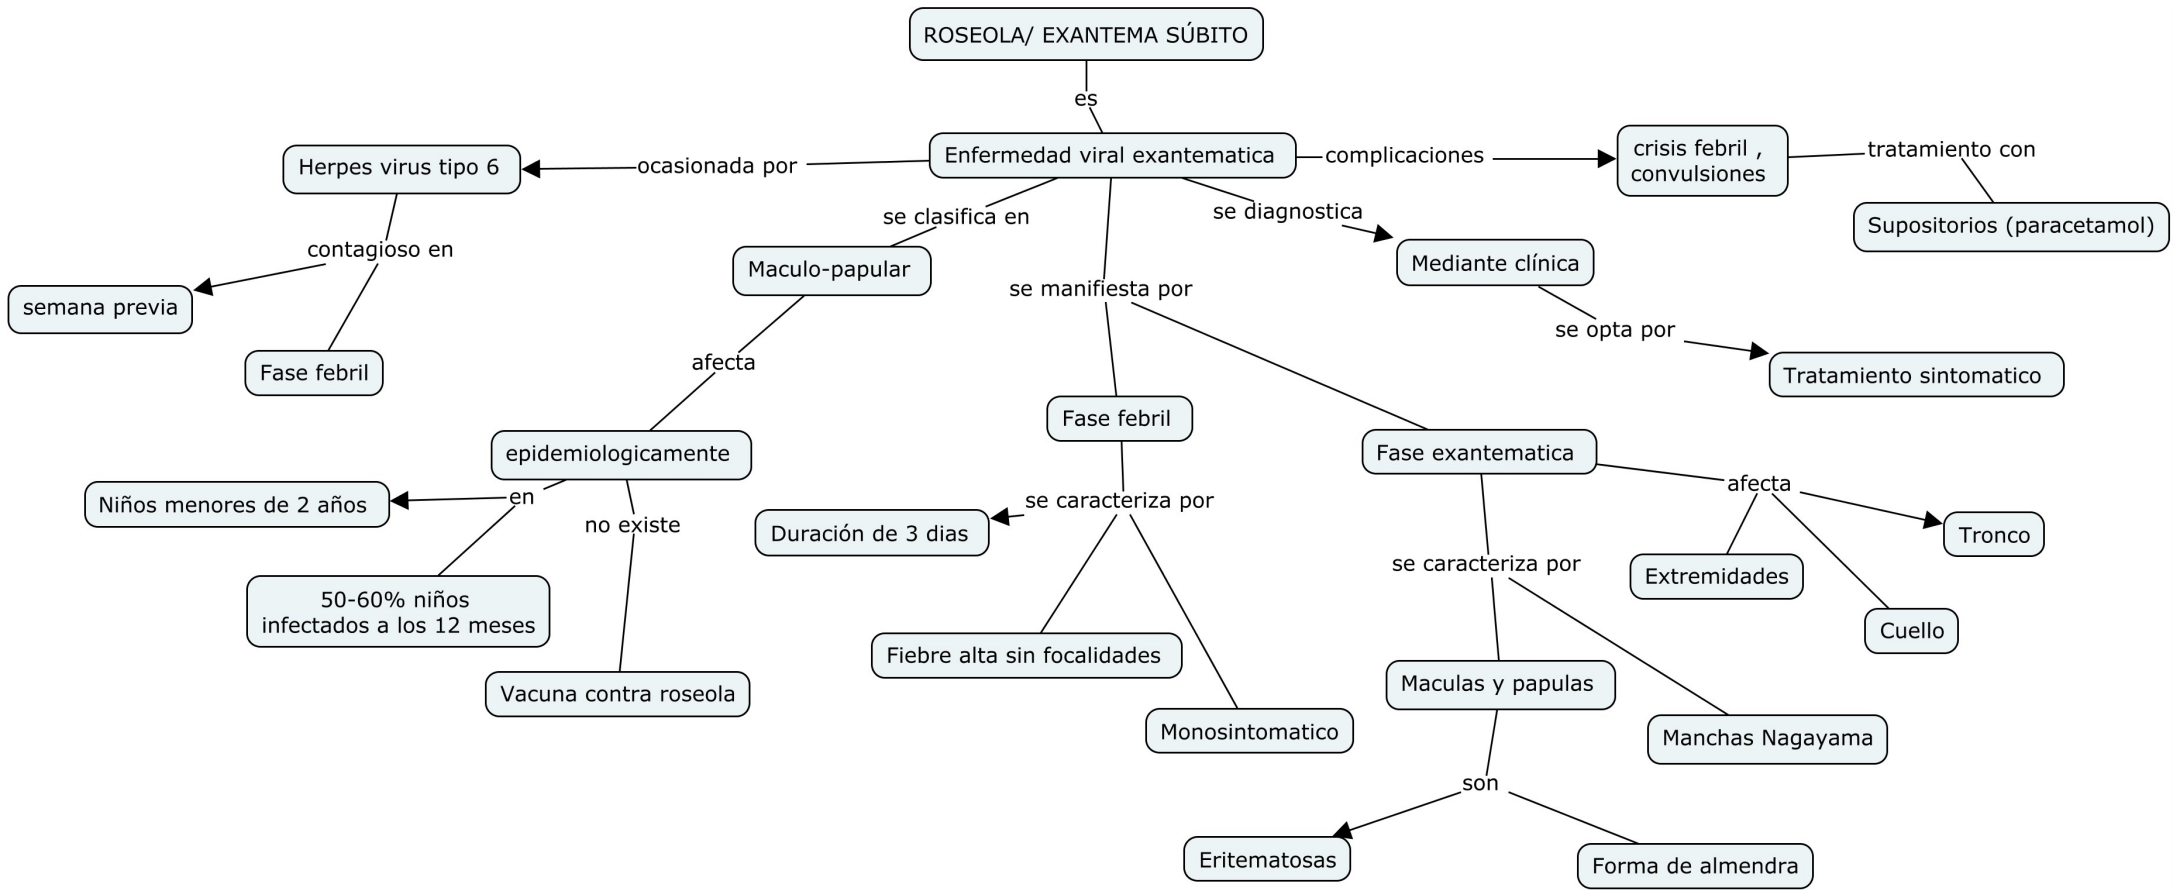 ROSEOLA/ EXANTEMA SÚBITO
es
Enfermedad viral exantematica
ocasionada por
Herpes virus tipo 6
contagioso en
semana previa
Fase febril
se clasifica en
Maculo-papular
afecta
epidemiologicamente
en
Niños menores de 2 años
50-60% niños
infectados a los 12 meses
no existe
Vacuna contra roseola
se manifiesta por
Fase febril
se caracteriza por
Duración de 3 dias
Fiebre alta sin focalidades
Monosintomatico
Fase exantematica
se caracteriza por
Maculas y papulas
son
Eritematosas
Forma de almendra
Manchas Nagayama
afecta
Extremidades
Cuello
Tronco
se diagnostica
Mediante clínica
se opta por
Tratamiento sintomatico
complicaciones
crisis febril ,
convulsiones
tratamiento con
Supositorios (paracetamol)